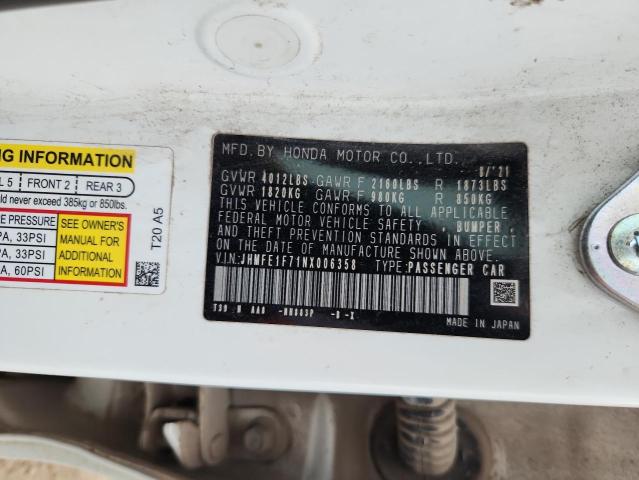 NG INFORMATION
L 5 FRONT 2 REAR 3
ld never exceed 385kg or 850lbs.
E PRESSURE
PA, 33PSI
PA, 33PSI
A, 60PSI
SEE OWNER'S
MANUAL FOR
ADDITIONAL
INFORMATION
T20 A5
MFD.BY HONDA MOTOR CO.,LTD. 8/'21
GVWR 4012LBS GAWR F 2160LBS R 1873LBS
GVWR 1820KG GAWR F 980KG R 850KG
THIS VEHICLE CONFORMS TO ALL APPLICABLE
FEDERAL MOTOR VEHICLE SAFETY , BUMPER ,
AND THEFT PREVENTION STANDARDS IN EFFECT
ON THE DATE OF MANUFACTURE SHOWN ABOVE.
V.I.N: JHMFE1F71NX006358 TYPE:PASSENGER CAR
-NH883P -B -X
MADE IN JAPAN